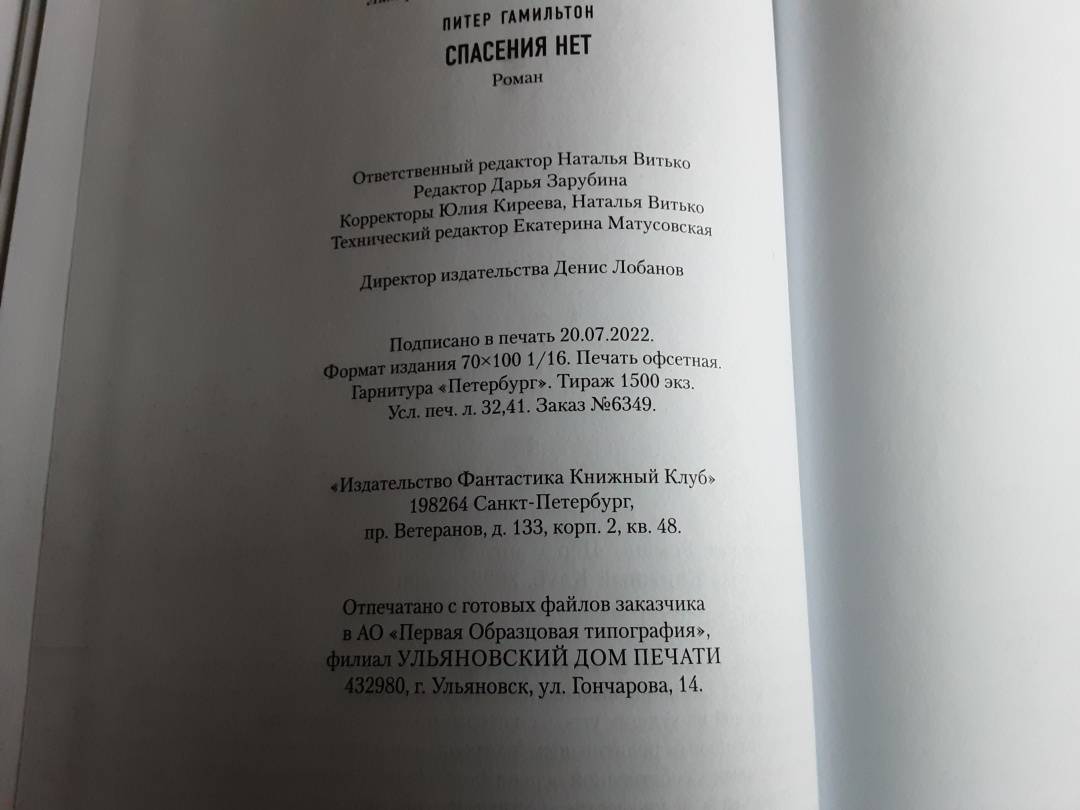 ПИТЕР ГАМИЛЬТОН
СПАСЕНИЯ НЕТ
Роман
Ответственный редактор Наталья Витько
Редактор Дарья Зарубина
Корректоры Юлия Киреева, Наталья Витько
Технический редактор Екатерина Матусовская
Директор издательства Денис Лобанов
Подписано в печать 20.07.2022.
Формат издания 70×100 1/16. Печать офсетная.
Гарнитура «Петербург». Тираж 1500 экз.
Усл. печ. л. 32,41. Заказ №6349.
«Издательство Фантастика Книжный Клуб»
198264 Санкт-Петербург,
пр. Ветеранов, д. 133, корп. 2, кв. 48.
Отпечатано с готовых файлов заказчика
в АО «Первая Образцовая типография»,
филиал УЛЬЯНОВСКИЙ ДОМ ПЕЧАТИ
432980, г. Ульяновск, ул. Гончарова, 14.